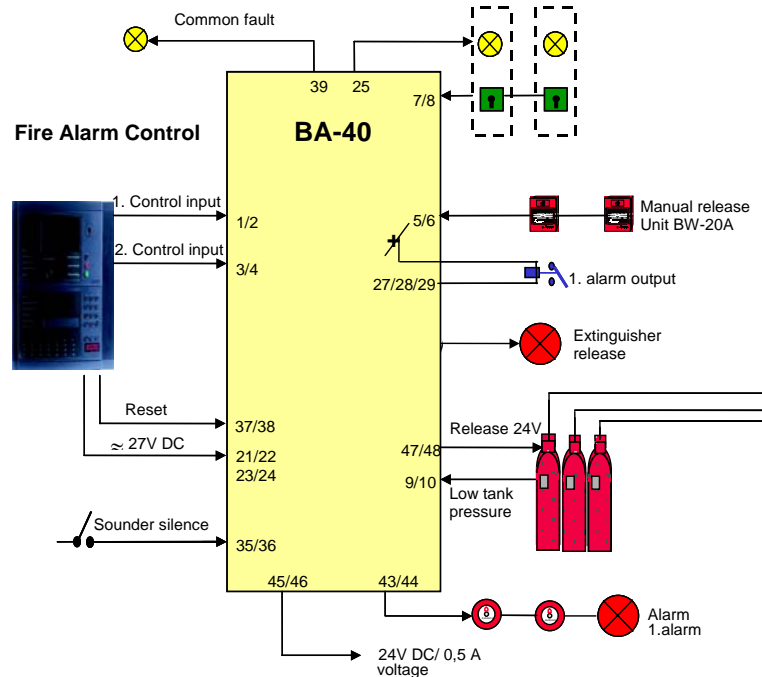 Common fault
39
25
7/8
Fire Alarm Control
BA-40
1. Control input
1/2
5/6
Manual release
Unit BW-20A
2. Control input
3/4
27/28/29
1. alarm output
Extinguisher
release
Reset
37/38
Release 24V
47/48
≈ 27V DC
21/22
23/24
9/10
Low tank
pressure
Sounder silence
35/36
45/46
43/44
Alarm
1.alarm
24V DC/ 0,5 A
voltage